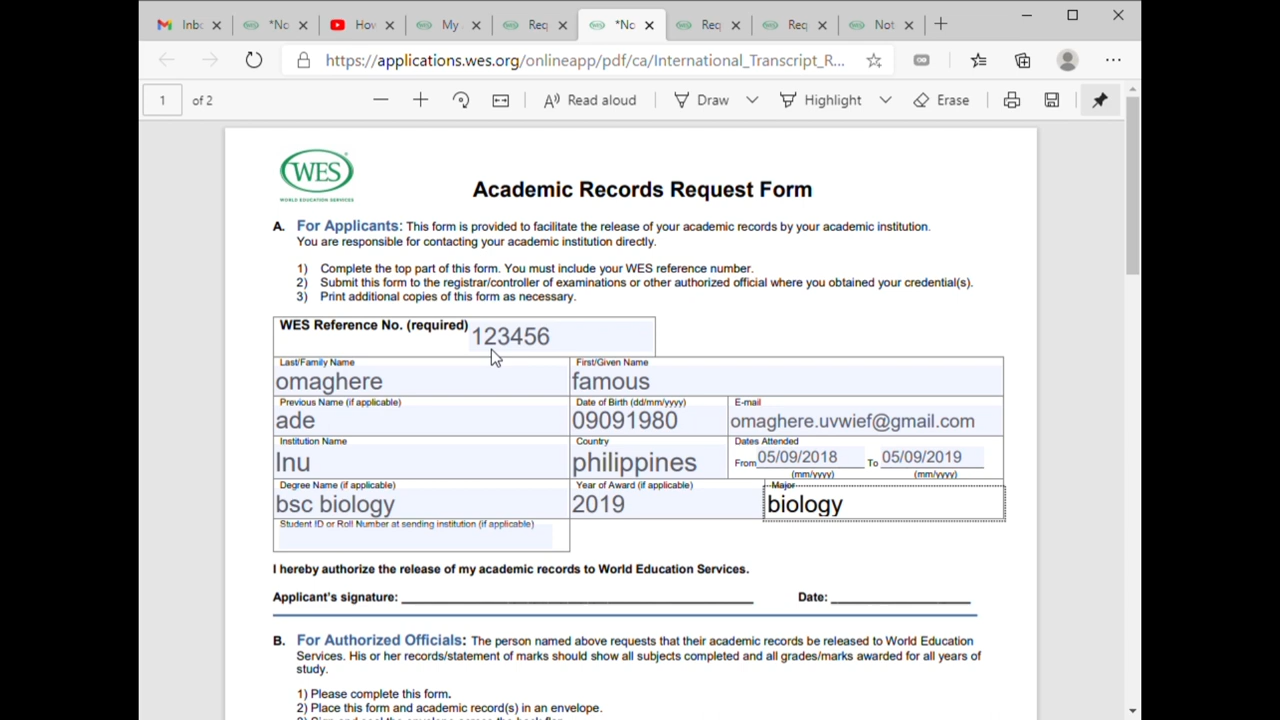 Inbc *Nc Hov My Req *Nc Req Req Not
https://applications.wes.org/onlineapp/pdf/ca/International_Transcript_R...
1 of 2 Read aloud Draw Highlight Erase
WES
WORLD EDUCATION SERVICES
Academic Records Request Form
A. For Applicants: This form is provided to facilitate the release of your academic records by your academic institution.
You are responsible for contacting your academic institution directly.
1) Complete the top part of this form. You must include your WES reference number.
2) Submit this form to the registrar/controller of examinations or other authorized official where you obtained your credential(s).
3) Print additional copies of this form as necessary.
WES Reference No. (required) 123456
Last/Family Name First/Given Name
omaghere famous
Previous Name (if applicable) Date of Birth (dd/mm/yyyy) E-mail
ade 09091980 omaghere.uvwief@gmail.com
Institution Name Country Dates Attended
lnu philippines From 05/09/2018 To 05/09/2019
(mm/yyyy) (mm/yyyy)
Degree Name (if applicable) Year of Award (if applicable) Major
bsc biology 2019 biology
Student ID or Roll Number at sending institution (if applicable)
I hereby authorize the release of my academic records to World Education Services.
Applicant's signature: Date:
B. For Authorized Officials: The person named above requests that their academic records be released to World Education
Services. His or her records/statement of marks should show all subjects completed and all grades/marks awarded for all years of
study.
1) Please complete this form.
2) Place this form and academic record(s) in an envelope.